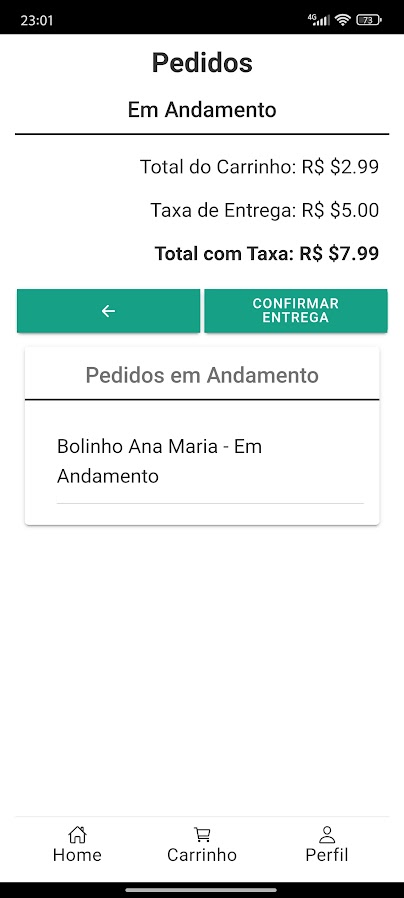 23:01
4G
73
Pedidos
Em Andamento
Total do Carrinho: R$ $2.99
Taxa de Entrega: R$ $5.00
Total com Taxa: R$ $7.99
CONFIRMAR
ENTREGA
Pedidos em Andamento
Bolinho Ana Maria - Em
Andamento
Home
Carrinho
Perfil